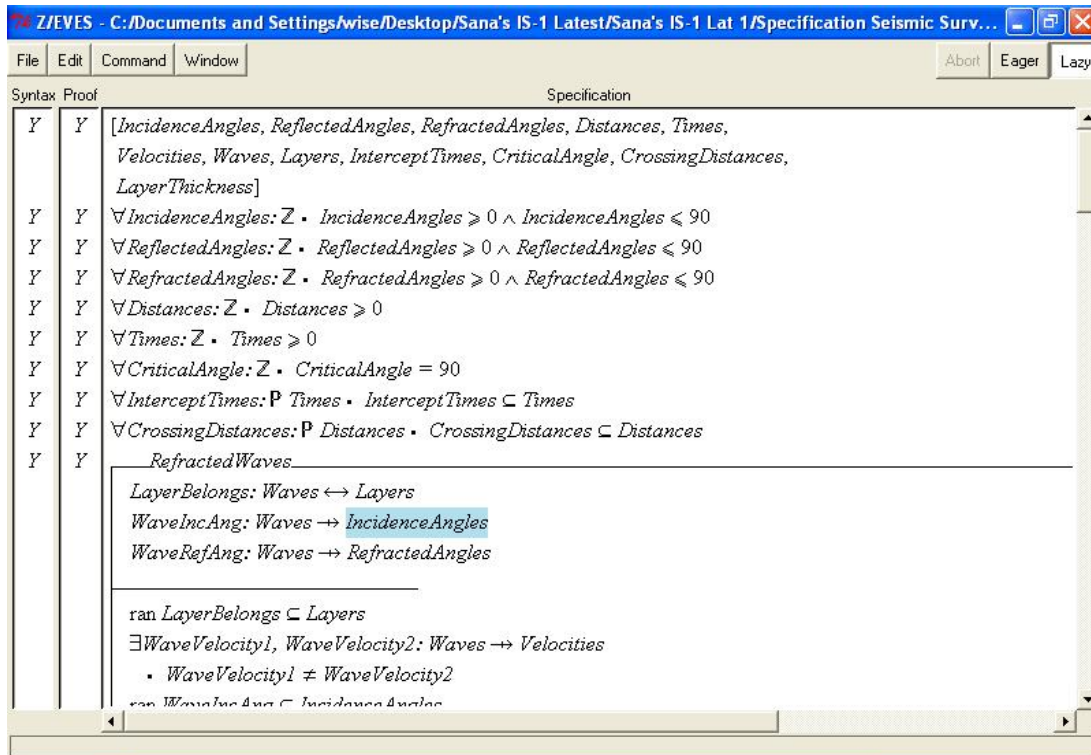 Z/EVES - C:/Documents and Settings/wise/Desktop/Sana's IS-1 Latest/Sana's IS-1 Lat 1/Specification Seismic Surv...
File Edit Command Window Abort Eager Lazy
Syntax Proof Specification
Y Y [IncidenceAngles, ReflectedAngles, RefractedAngles, Distances, Times,
Velocities, Waves, Layers, InterceptTimes, CriticalAngle, CrossingDistances,
LayerThickness]
Y Y ∀IncidenceAngles: ℤ • IncidenceAngles ⩾ 0 ∧ IncidenceAngles ⩽ 90
Y Y ∀ReflectedAngles: ℤ • ReflectedAngles ⩾ 0 ∧ ReflectedAngles ⩽ 90
Y Y ∀RefractedAngles: ℤ • RefractedAngles ⩾ 0 ∧ RefractedAngles ⩽ 90
Y Y ∀Distances: ℤ • Distances ⩾ 0
Y Y ∀Times: ℤ • Times ⩾ 0
Y Y ∀CriticalAngle: ℤ • CriticalAngle = 90
Y Y ∀InterceptTimes: ℙ Times • InterceptTimes ⊆ Times
Y Y ∀CrossingDistances: ℙ Distances • CrossingDistances ⊆ Distances
Y Y RefractedWaves
LayerBelongs: Waves ↔ Layers
WaveIncAng: Waves ⇸ IncidenceAngles
WaveRefAng: Waves ⇸ RefractedAngles
ran LayerBelongs ⊆ Layers
∃WaveVelocity1, WaveVelocity2: Waves ⇸ Velocities
• WaveVelocity1 ≠ WaveVelocity2
ran WaveIncAng ⊆ IncidenceAngles